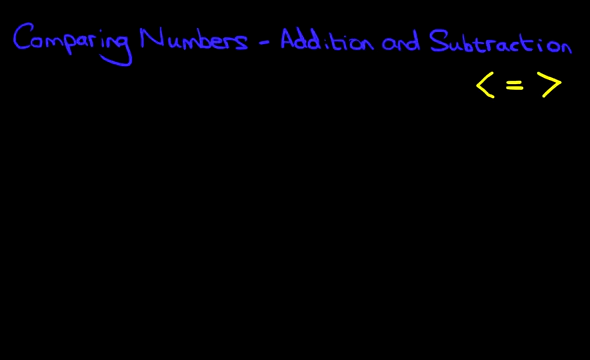 Comparing Numbers - Addition and Subtraction
< = >